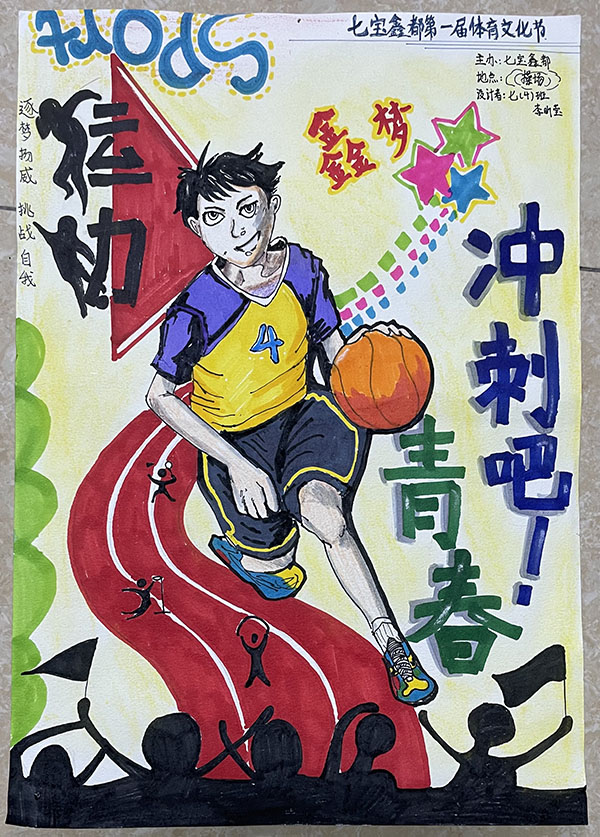 SPORT
七宝鑫都第一届体育文化节
主办：七宝鑫都
地点：（操场）
设计者：七（4）班
逐梦扬威 挑战自我
运动
鑫梦
冲刺吧！
青春
4